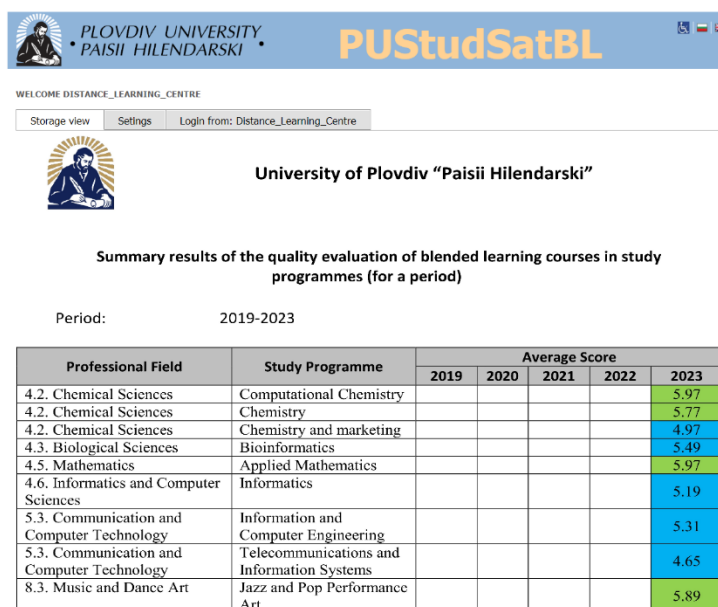 PLOVDIV UNIVERSITY
• PAISII HILENDARSKI •
PUStudSatBL
WELCOME DISTANCE_LEARNING_CENTRE
Storage view Setings Login from: Distance_Learning_Centre
University of Plovdiv “Paisii Hilendarski”
Summary results of the quality evaluation of blended learning courses in study
programmes (for a period)
Period: 2019-2023
Professional Field Study Programme Average Score
2019 2020 2021 2022 2023
4.2. Chemical Sciences Computational Chemistry 5.97
4.2. Chemical Sciences Chemistry 5.77
4.2. Chemical Sciences Chemistry and marketing 4.97
4.3. Biological Sciences Bioinformatics 5.49
4.5. Mathematics Applied Mathematics 5.97
4.6. Informatics and Computer Informatics
Sciences 5.19
5.3. Communication and Information and
Computer Technology Computer Engineering 5.31
5.3. Communication and Telecommunications and
Computer Technology Information Systems 4.65
8.3. Music and Dance Art Jazz and Pop Performance
Art 5.89